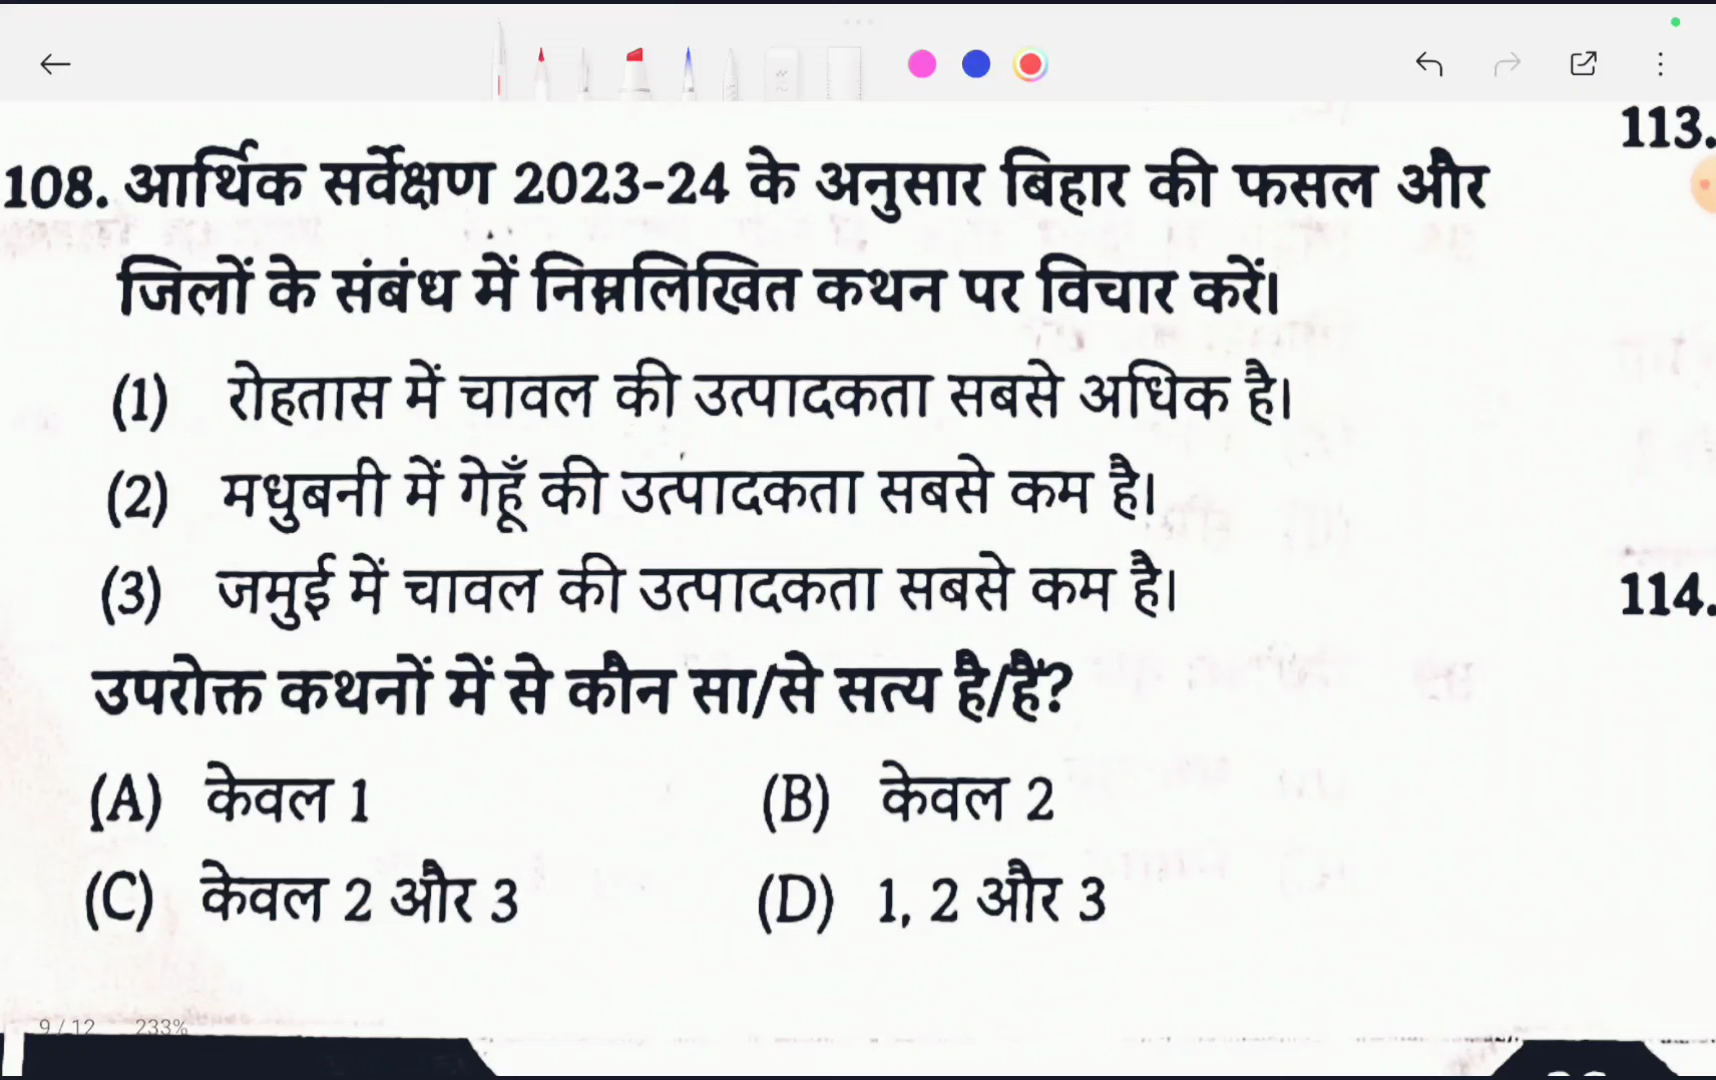 113.
108. आर्थिक सर्वेक्षण 2023-24 के अनुसार बिहार की फसल और
जिलों के संबंध में निम्नलिखित कथन पर विचार करें।
(1) रोहतास में चावल की उत्पादकता सबसे अधिक है।
(2) मधुबनी में गेहूँ की उत्पादकता सबसे कम है।
(3) जमुई में चावल की उत्पादकता सबसे कम है।
114.
उपरोक्त कथनों में से कौन सा/से सत्य है/हैं?
(A) केवल 1
(B) केवल 2
(C) केवल 2 और 3
(D) 1, 2 और 3
9 / 12 233%